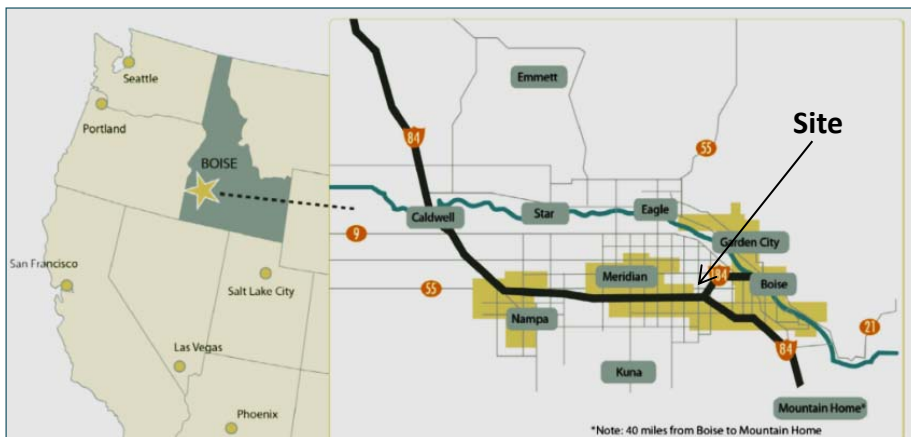 Seattle
Portland
BOISE
San Francisco
Salt Lake City
Las Vegas
Phoenix
Emmett
Site
84
55
Caldwell
Star
Eagle
9
Garden City
Meridian
84
Boise
55
Nampa
21
84
Kuna
Mountain Home*
*Note: 40 miles from Boise to Mountain Home